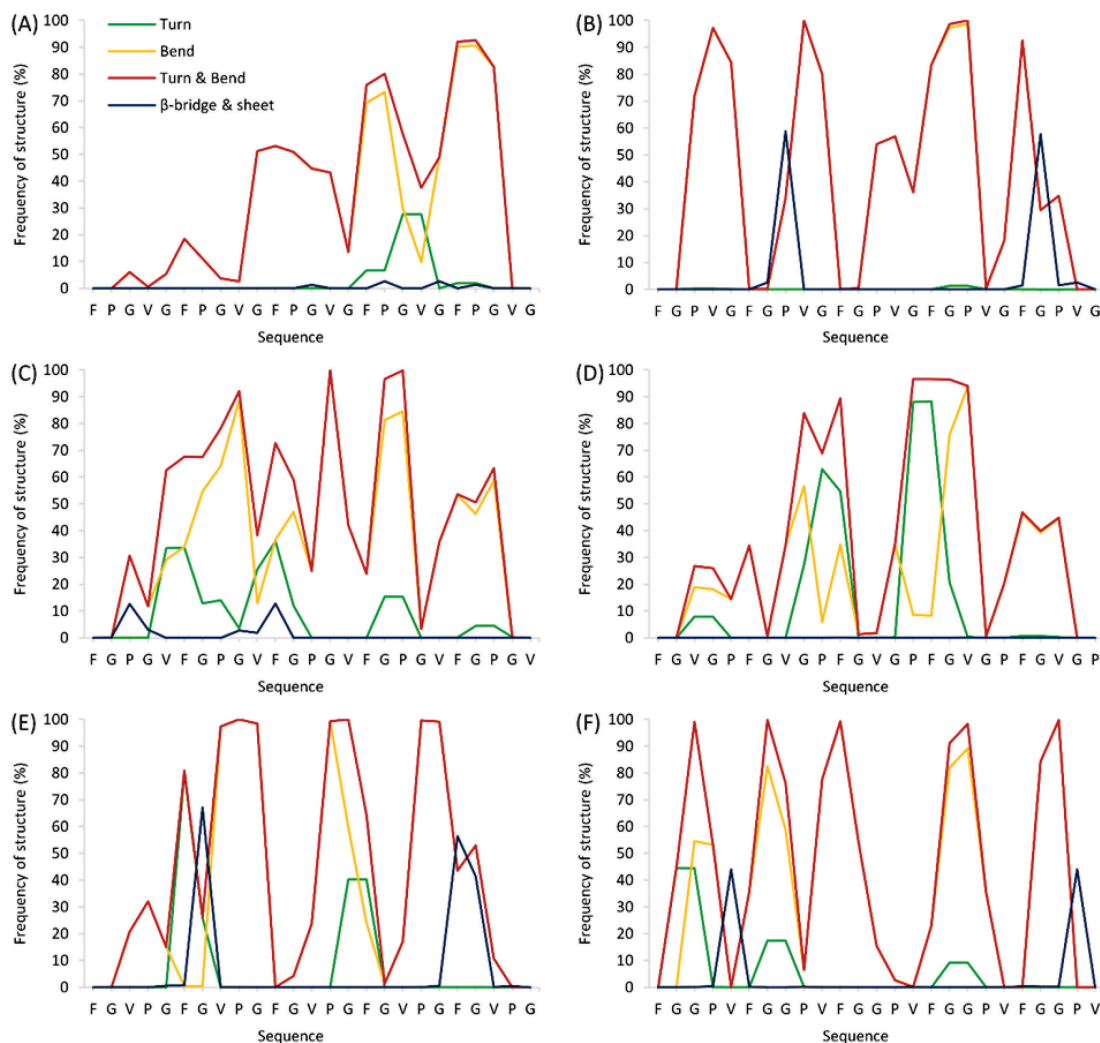 (A)
Turn
Bend
Turn & Bend
β-bridge & sheet
Frequency of structure (%)
100
90
80
70
60
50
40
30
20
10
0
F P G V G F P G V G F P G V G F P G V G F P G V G
Sequence
(B)
Frequency of structure (%)
100
90
80
70
60
50
40
30
20
10
0
F G P V G F G P V G F G P V G F G P V G F G P V G
Sequence
(C)
Frequency of structure (%)
100
90
80
70
60
50
40
30
20
10
0
F G P G V F G P G V F G P G V F G P G V F G P G V
Sequence
(D)
Frequency of structure (%)
100
90
80
70
60
50
40
30
20
10
0
F G V G P F G V G P F G V G P F G V G P F G V G P
Sequence
(E)
Frequency of structure (%)
100
90
80
70
60
50
40
30
20
10
0
F G V P G F G V P G F G V P G F G V P G F G V P G
Sequence
(F)
Frequency of structure (%)
100
90
80
70
60
50
40
30
20
10
0
F G G P V F G G P V F G G P V F G G P V F G G P V
Sequence